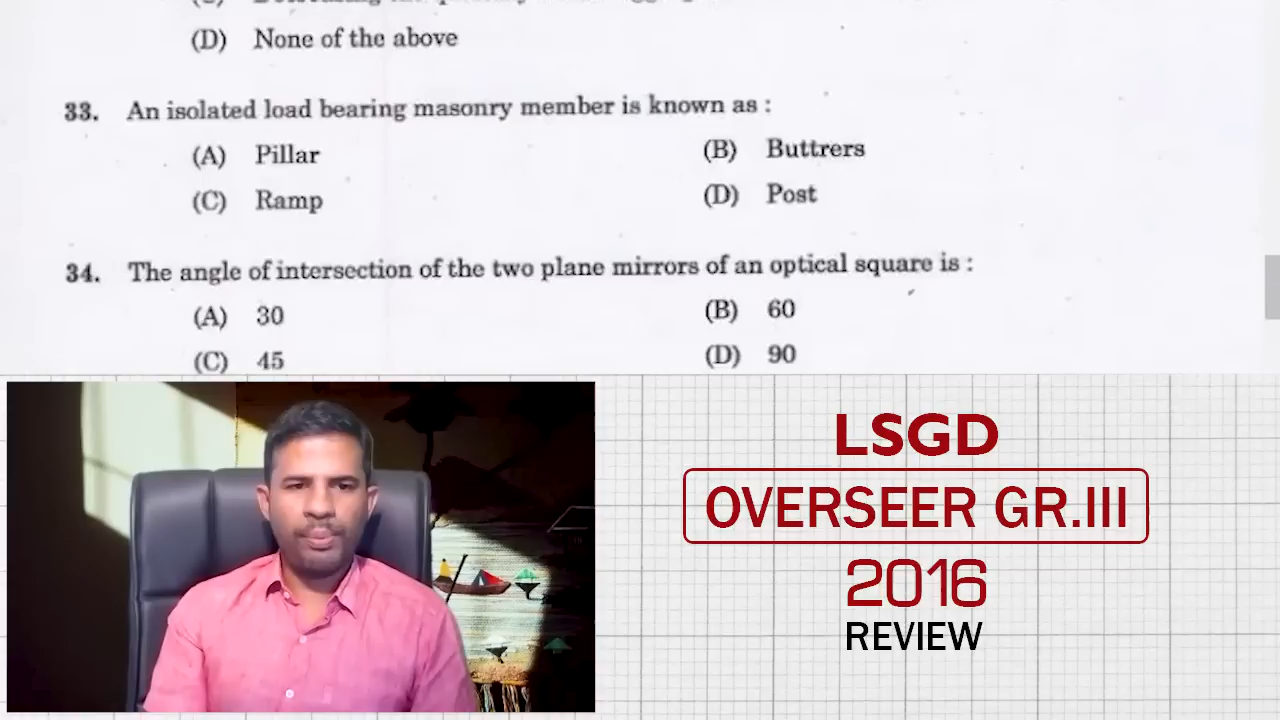 (D) None of the above
33. An isolated load bearing masonry member is known as :
(A) Pillar (B) Buttrers
(C) Ramp (D) Post
34. The angle of intersection of the two plane mirrors of an optical square is :
(A) 30 (B) 60
(C) 45 (D) 90
LSGD
OVERSEER GR.III
2016
REVIEW